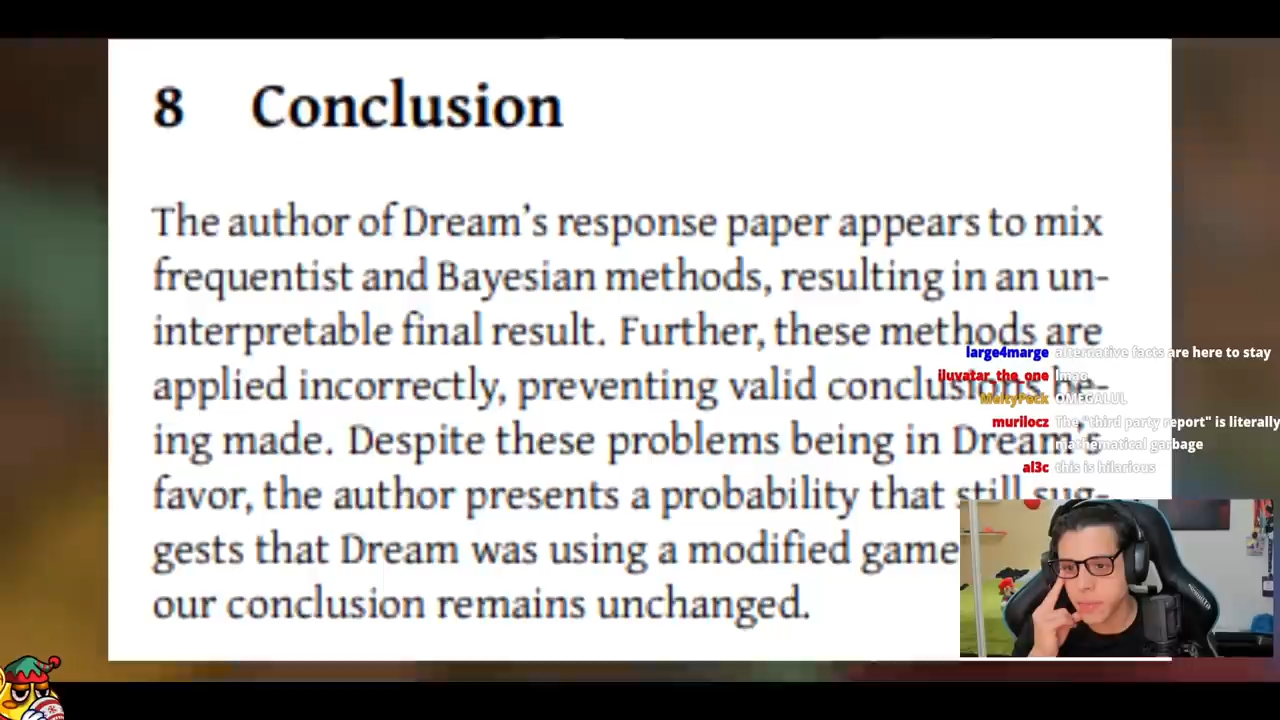 8 Conclusion
The author of Dream's response paper appears to mix
frequentist and Bayesian methods, resulting in an un-
interpretable final result. Further, these methods are
applied incorrectly, preventing valid conclusions be-
ing made. Despite these problems being in Dream's
favor, the author presents a probability that still sug-
gests that Dream was using a modified game
our conclusion remains unchanged.
large4marge alternative facts are here to stay
iluvatar_the_one lmao
MeltyPock OMEGALUL
murilocz The "third party report" is literally
mathematical garbage
al3c this is hilarious